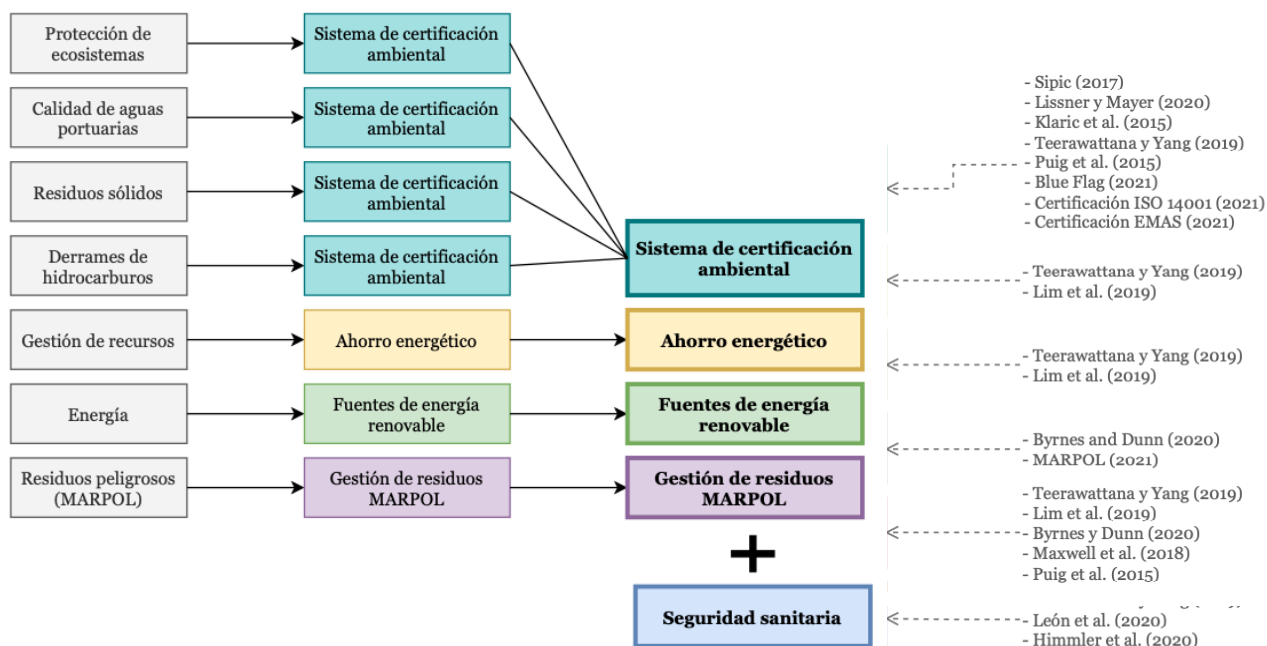 Protección de
ecosistemas
Sistema de certificación
ambiental
Calidad de aguas
portuarias
Sistema de certificación
ambiental
Residuos sólidos
Sistema de certificación
ambiental
Derrames de
hidrocarburos
Sistema de certificación
ambiental
Gestión de recursos
Ahorro energético
Energía
Fuentes de energía
renovable
Residuos peligrosos
(MARPOL)
Gestión de residuos
MARPOL
Sistema de certificación
ambiental
Ahorro energético
Fuentes de energía
renovable
Gestión de residuos
MARPOL
+
Seguridad sanitaria
- Sipic (2017)
- Lissner y Mayer (2020)
- Klaric et al. (2015)
- Teerawattana y Yang (2019)
- Puig et al. (2015)
- Blue Flag (2021)
- Certificación ISO 14001 (2021)
- Certificación EMAS (2021)
- Teerawattana y Yang (2019)
- Lim et al. (2019)
- Teerawattana y Yang (2019)
- Lim et al. (2019)
- Byrnes and Dunn (2020)
- MARPOL (2021)
- Teerawattana y Yang (2019)
- Lim et al. (2019)
- Byrnes y Dunn (2020)
- Maxwell et al. (2018)
- Puig et al. (2015)
- León et al. (2020)
- Himmler et al. (2020)